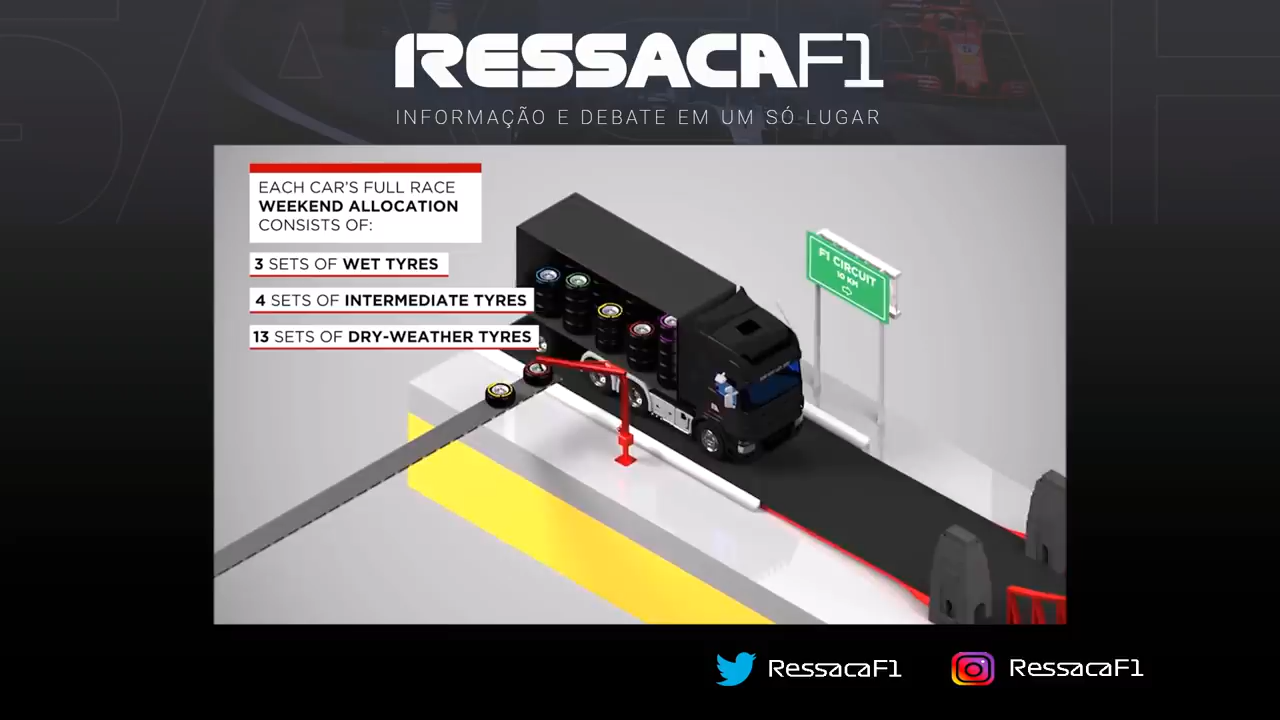 RESSACAF1
INFORMAÇÃO E DEBATE EM UM SÓ LUGAR
EACH CAR'S FULL RACE
WEEKEND ALLOCATION
CONSISTS OF:
3 SETS OF WET TYRES
4 SETS OF INTERMEDIATE TYRES
13 SETS OF DRY-WEATHER TYRES
F1 CIRCUIT
10 KM
RessacaF1
RessacaF1